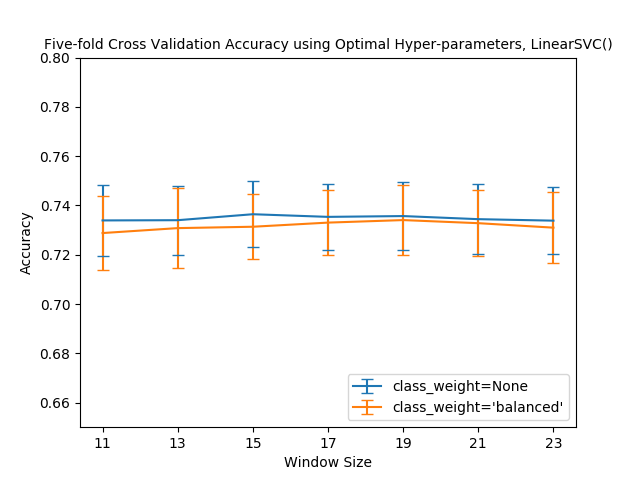 Five-fold Cross Validation Accuracy using Optimal Hyper-parameters, LinearSVC()
0.80
0.78
0.76
0.74
0.72
0.70
0.68
0.66
Accuracy
class_weight=None
class_weight='balanced'
11 13 15 17 19 21 23
Window Size